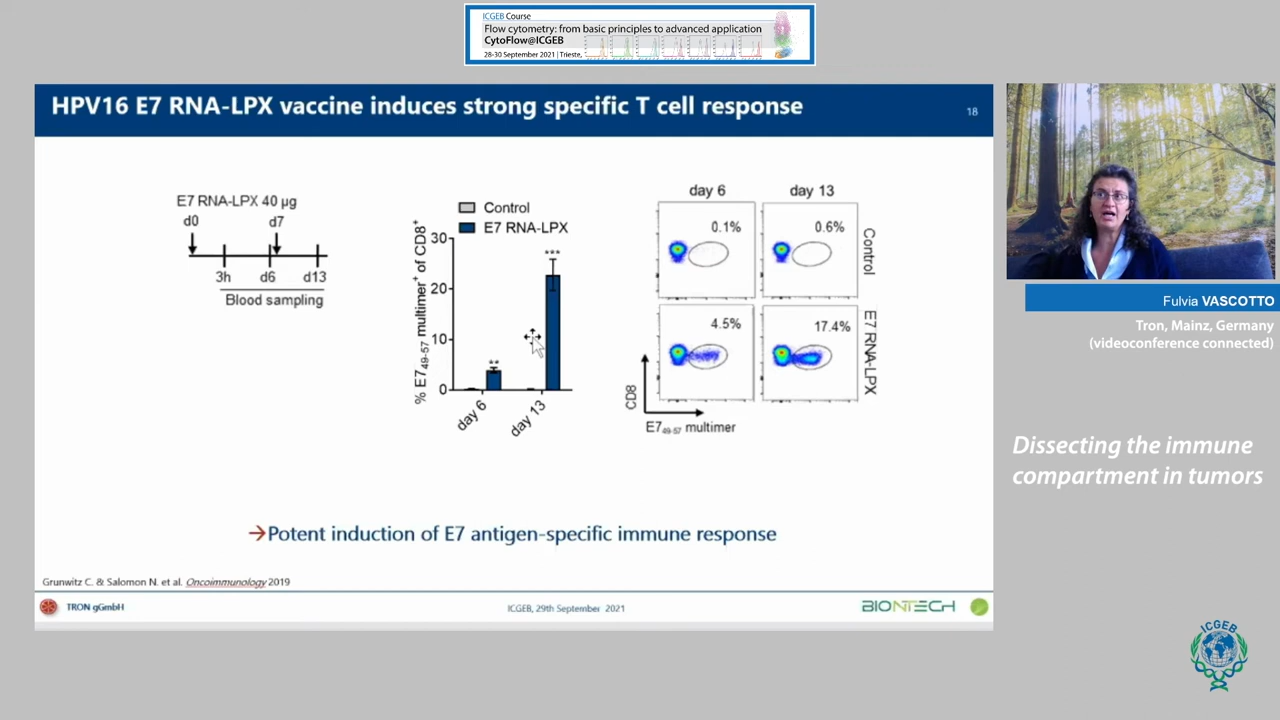 ICGEB Course
Flow cytometry: from basic principles to advanced application
CytoFlow@ICGEB
28-30 September 2021 | Trieste,
HPV16 E7 RNA-LPX vaccine induces strong specific T cell response
18
E7 RNA-LPX 40 µg
d0 d7
3h d6 d13
Blood sampling
Control
E7 RNA-LPX
% E7₄₉₋₅₇ multimer⁺ of CD8⁺
30
20
10
0
**
***
day 6
day 13
day 6 day 13
0.1% 0.6%
Control
4.5% 17.4%
E7 RNA-LPX
CD8
E7₄₉₋₅₇ multimer
→Potent induction of E7 antigen-specific immune response
Grunwitz C. & Salomon N. et al. Oncoimmunology 2019
TRON gGmbH
ICGEB, 29th September 2021
BIONTECH
Fulvia VASCOTTO
Tron, Mainz, Germany
(videoconference connected)
Dissecting the immune
compartment in tumors
ICGEB